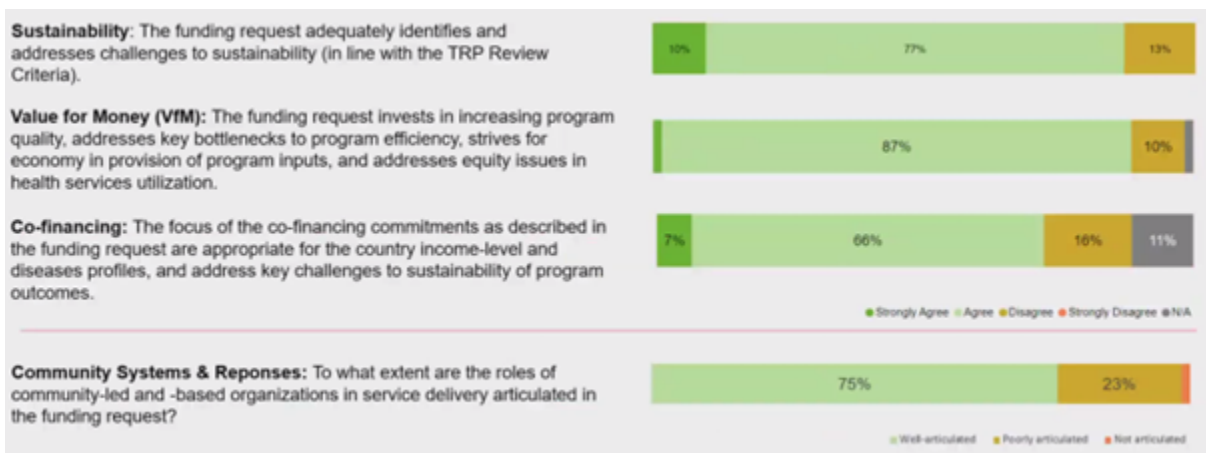 Sustainability: The funding request adequately identifies and
addresses challenges to sustainability (in line with the TRP Review
Criteria).
10% 77% 13%
Value for Money (VfM): The funding request invests in increasing program
quality, addresses key bottlenecks to program efficiency, strives for
economy in provision of program inputs, and addresses equity issues in
health services utilization.
87% 10%
Co-financing: The focus of the co-financing commitments as described in
the funding request are appropriate for the country income-level and
diseases profiles, and address key challenges to sustainability of program
outcomes.
7% 66% 16% 11%
Strongly Agree Agree Disagree Strongly Disagree N/A
Community Systems & Reponses: To what extent are the roles of
community-led and -based organizations in service delivery articulated in
the funding request?
75% 23%
Well-articulated Poorly articulated Not articulated